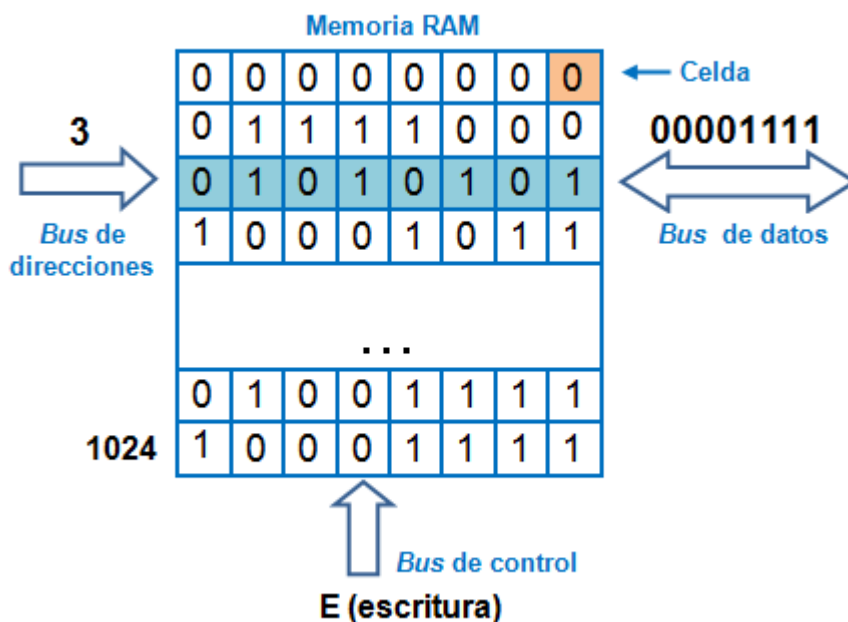 Memoria RAM
0 0 0 0 0 0 0 0
Celda
3
0 1 1 1 1 0 0 0
00001111
0 1 0 1 0 1 0 1
Bus de
direcciones
1 0 0 0 1 0 1 1
Bus de datos
...
0 1 0 0 1 1 1 1
1024
1 0 0 0 1 1 1 1
Bus de control
E (escritura)